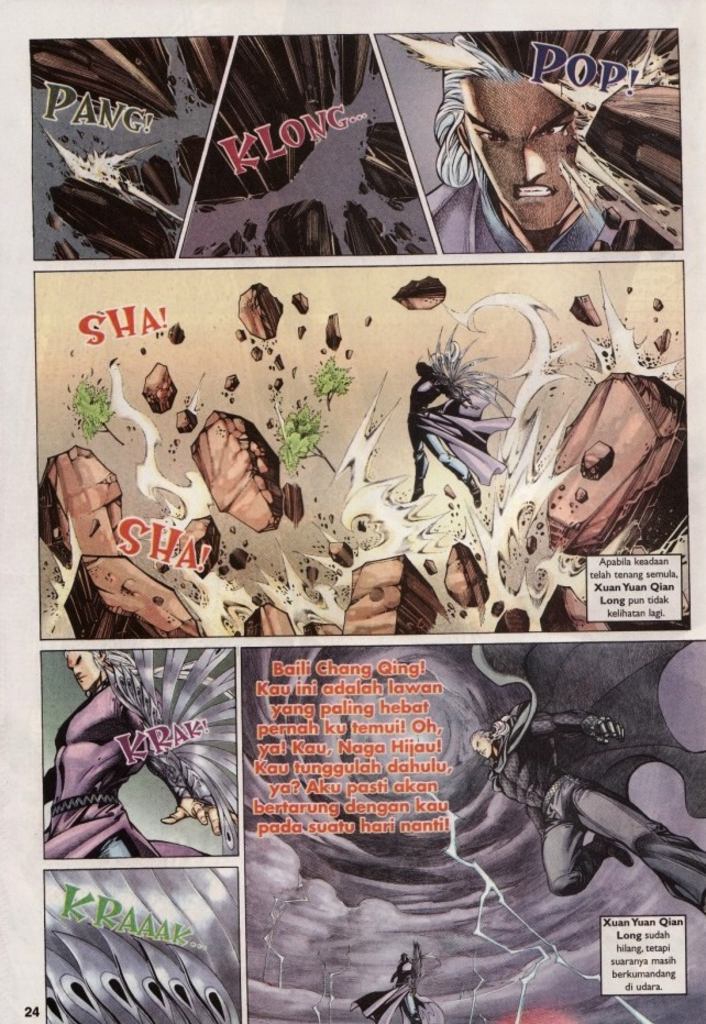 PANG!
KLONG...
POP!
SHA!
SHA!
Apabila keadaan
telah tenang semula,
Xuan Yuan Qian
Long pun tidak
kelihatan lagi.
KRAK!
Baili Chang Qing!
Kau ini adalah lawan
yang paling hebat
pernah ku temui! Oh,
ya! Kau, Naga Hijau!
Kau tunggulah dahulu,
ya? Aku pasti akan
bertarung dengan kau
pada suatu hari nanti!
KRAAAK...
Xuan Yuan Qian
Long sudah
hilang, tetapi
suaranya masih
berkumandang
di udara.
24